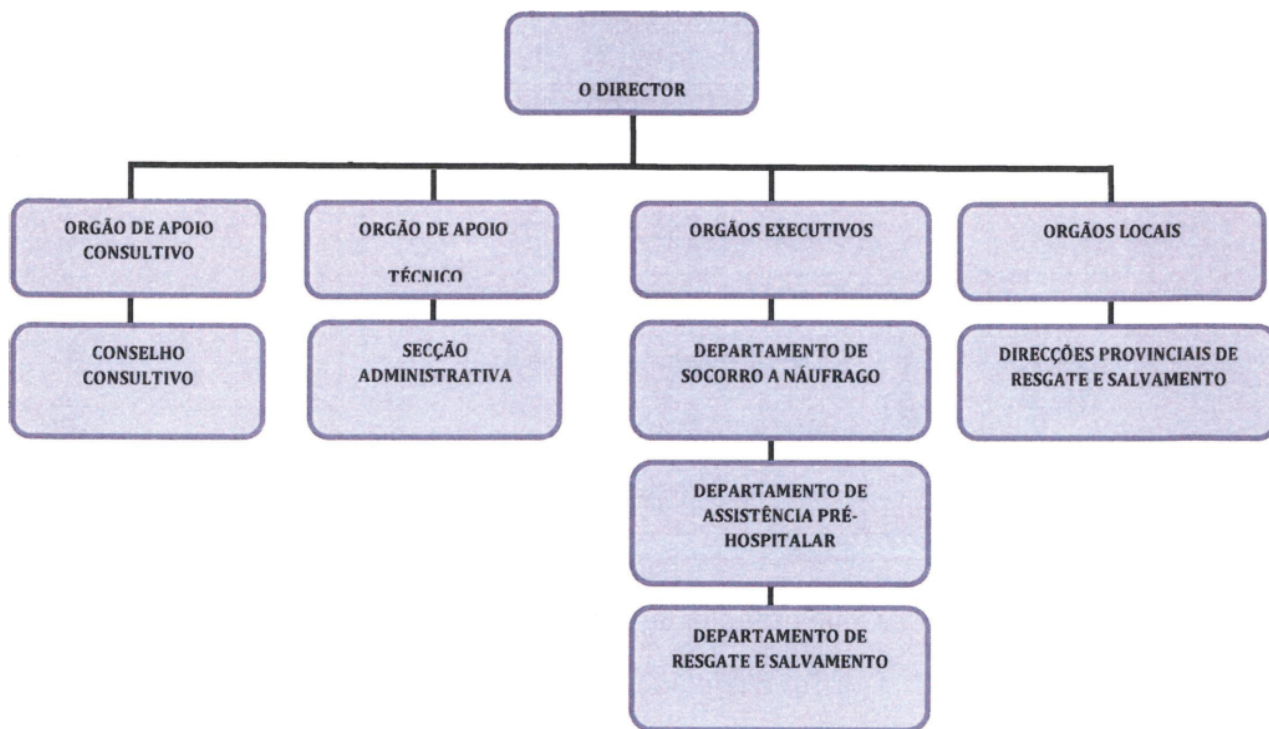 O DIRECTOR
ORGÃO DE APOIO
CONSULTIVO
ORGÃO DE APOIO
TÉCNICO
ORGÃOS EXECUTIVOS
ORGÃOS LOCAIS
CONSELHO
CONSULTIVO
SECÇÃO
ADMINISTRATIVA
DEPARTAMENTO DE
SOCORRO A NÁUFRAGO
DIRECÇÕES PROVINCIAIS DE
RESGATE E SALVAMENTO
DEPARTAMENTO DE
ASSISTÊNCIA PRÉ-
HOSPITALAR
DEPARTAMENTO DE
RESGATE E SALVAMENTO